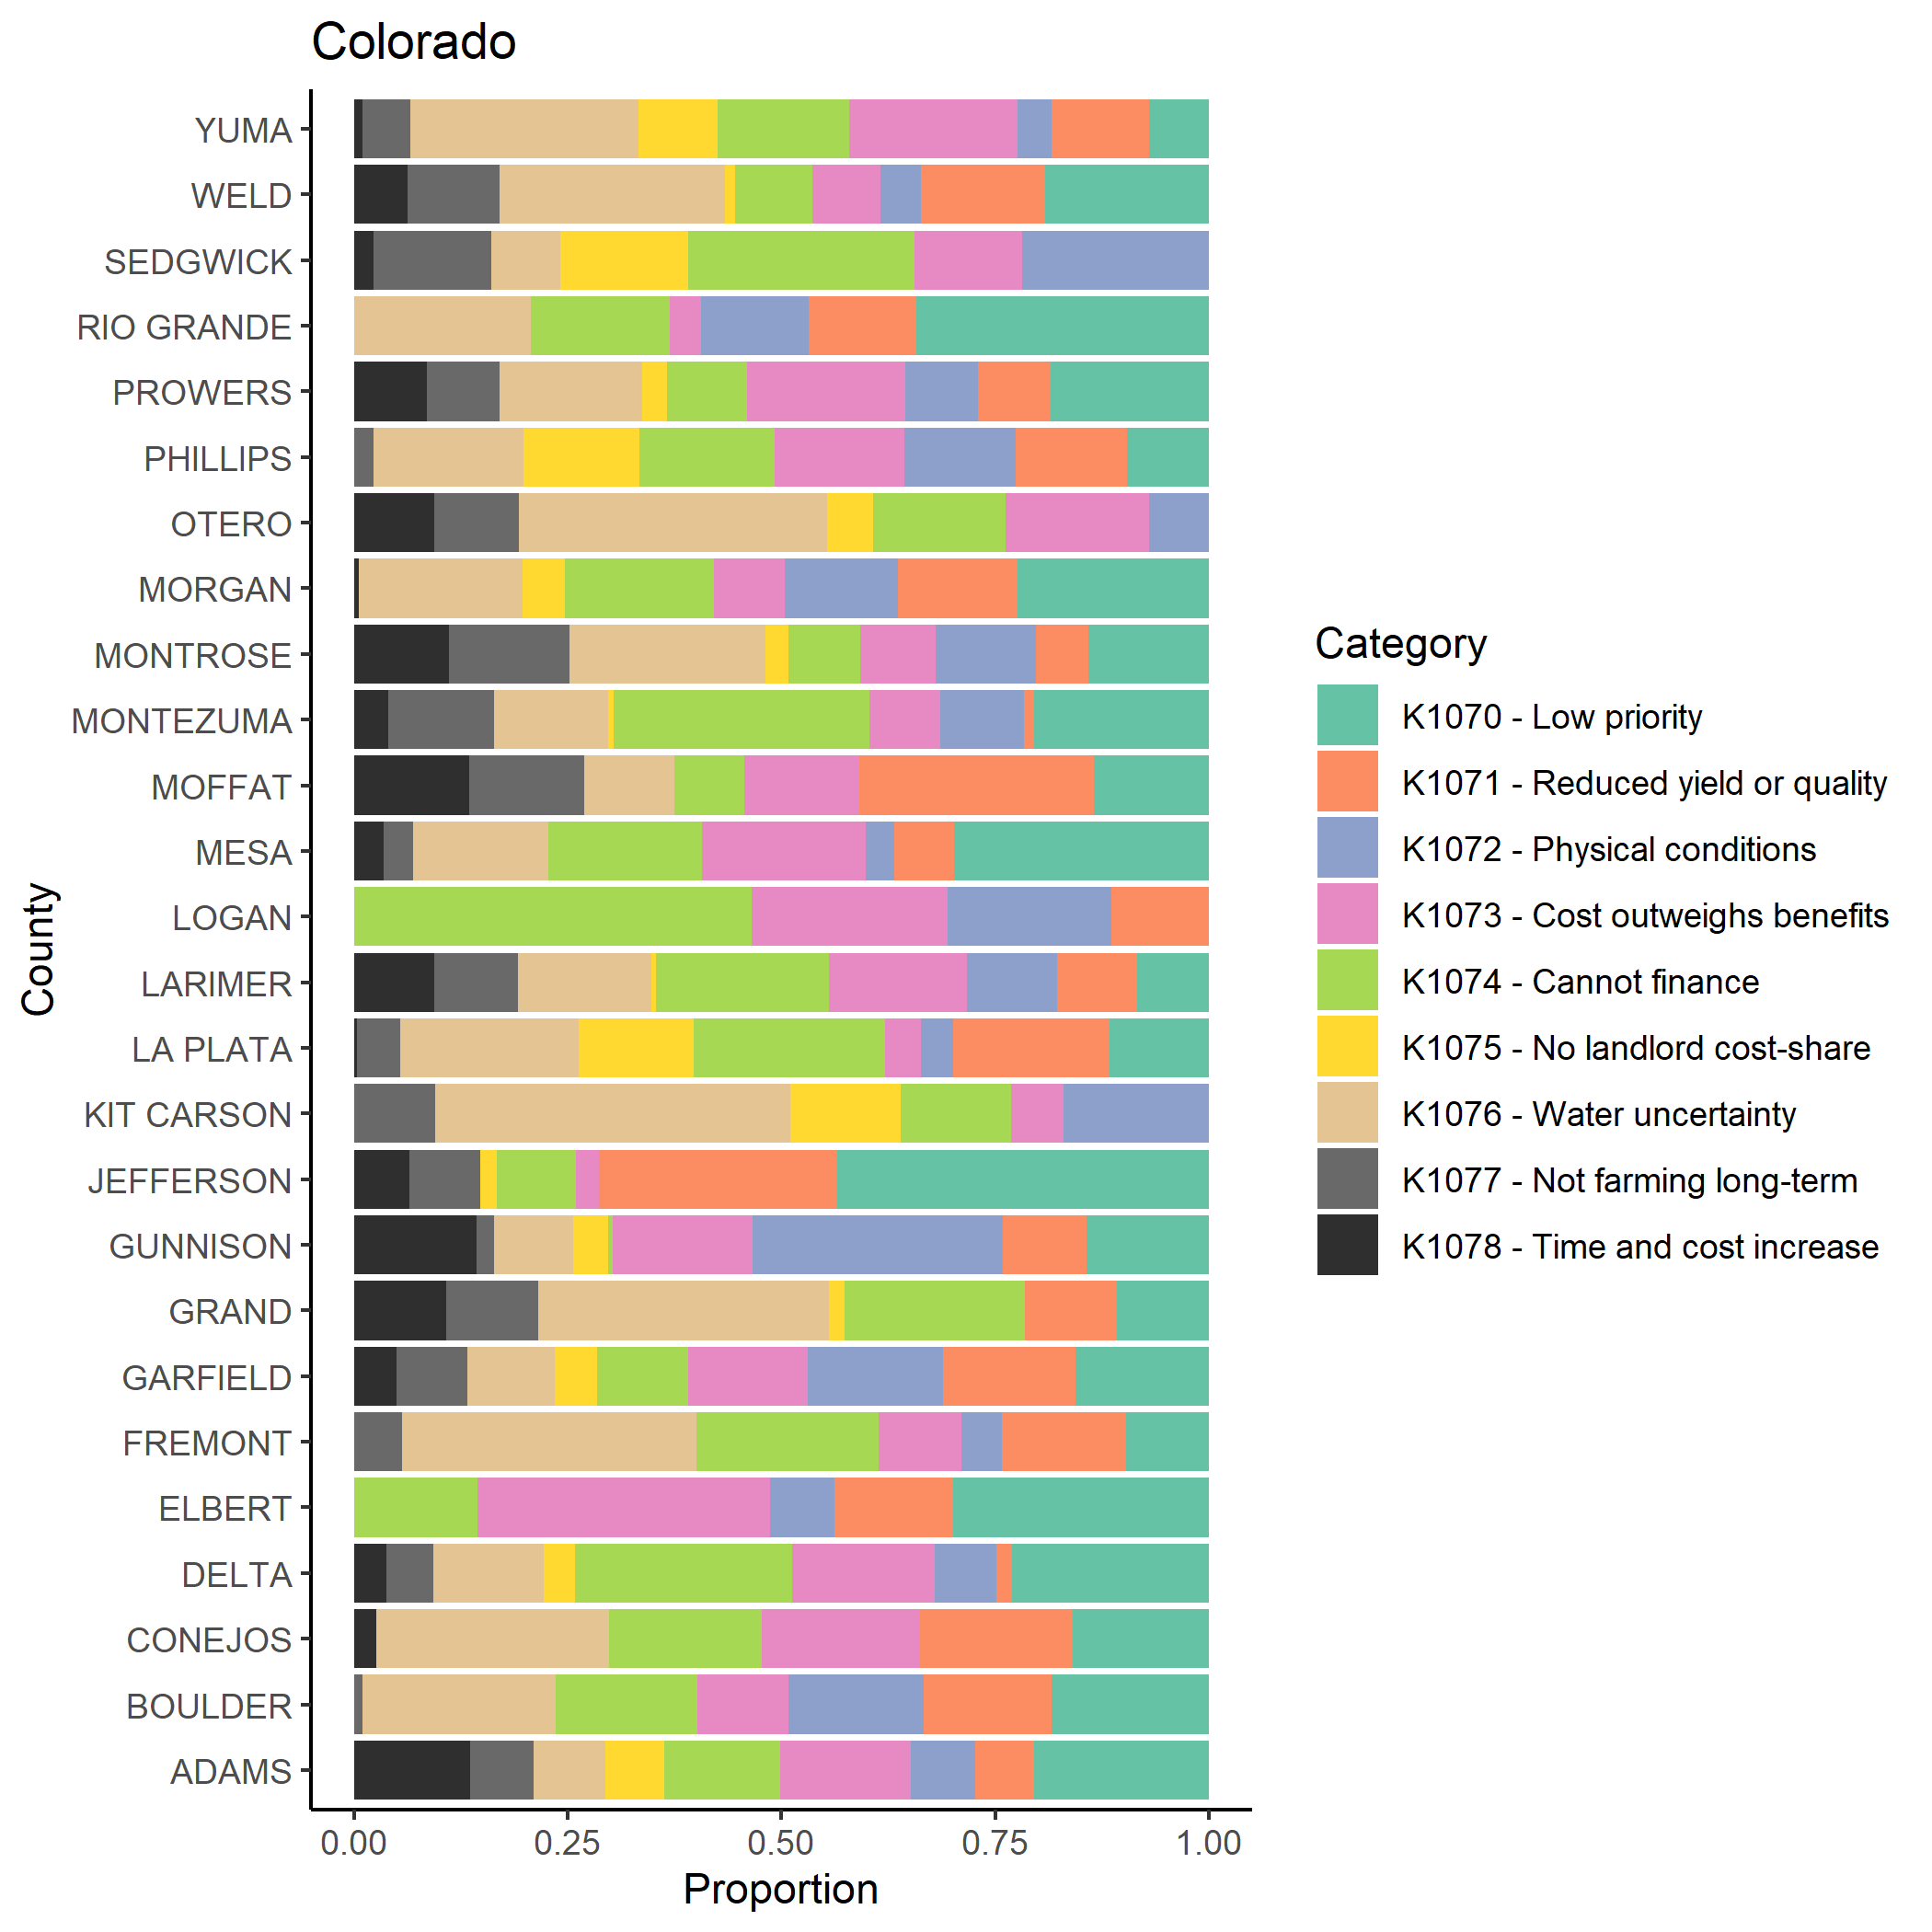 Colorado
YUMA
WELD
SEDGWICK
RIO GRANDE
PROWERS
PHILLIPS
OTERO
MORGAN
MONTROSE
MONTEZUMA
MOFFAT
MESA
LOGAN
LARIMER
LA PLATA
KIT CARSON
JEFFERSON
GUNNISON
GRAND
GARFIELD
FREMONT
ELBERT
DELTA
CONEJOS
BOULDER
ADAMS
County
0.00 0.25 0.50 0.75 1.00
Proportion
Category
K1070 - Low priority
K1071 - Reduced yield or quality
K1072 - Physical conditions
K1073 - Cost outweighs benefits
K1074 - Cannot finance
K1075 - No landlord cost-share
K1076 - Water uncertainty
K1077 - Not farming long-term
K1078 - Time and cost increase